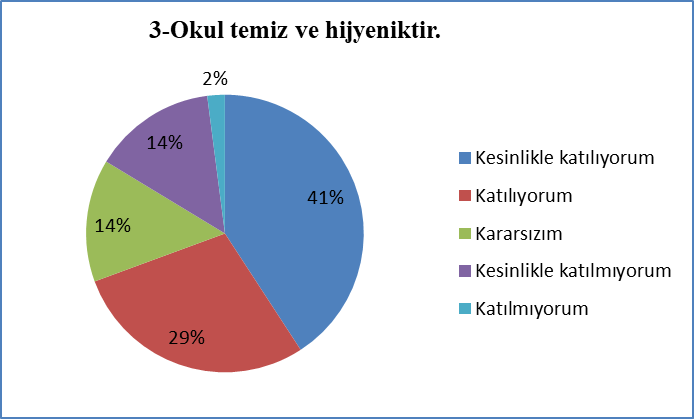 3-Okul temiz ve hijyeniktir.
2%
14%
41%
14%
29%
Kesinlikle katılıyorum
Katılıyorum
Kararsızım
Kesinlikle katılmıyorum
Katılmıyorum